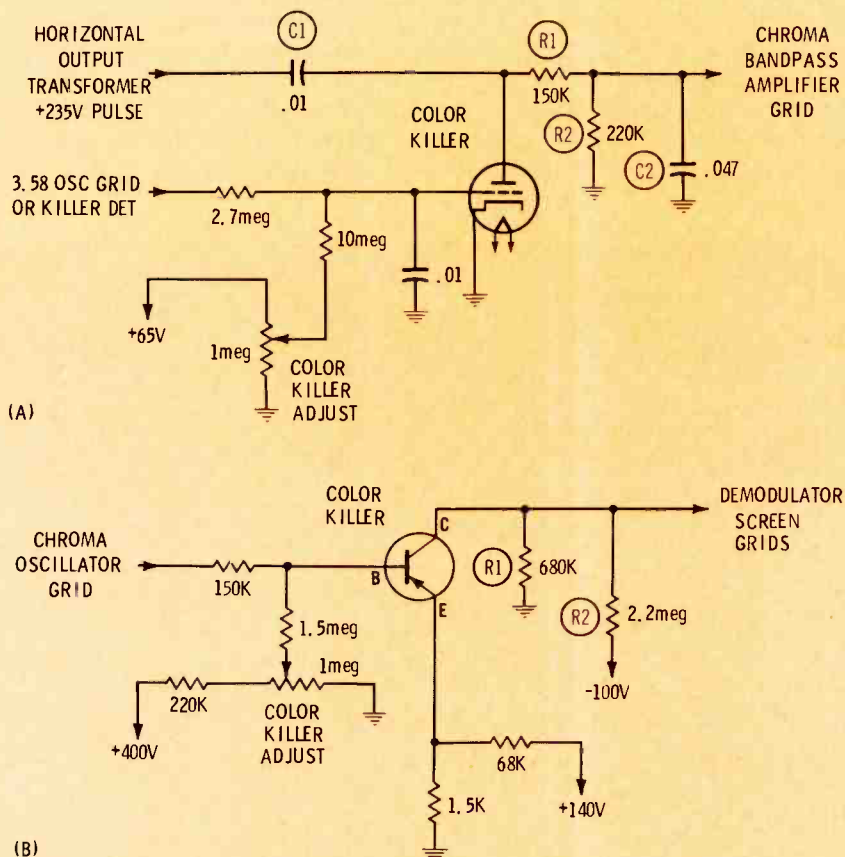 C1
R1
HORIZONTAL
OUTPUT
TRANSFORMER
+235V PULSE
CHROMA
BANDPASS
AMPLIFIER
GRID
.01
150K
COLOR
KILLER
R2
220K
C2
.047
3.58 OSC GRID
OR KILLER DET
2.7meg
10meg
.01
+65V
1meg
COLOR
KILLER
ADJUST
(A)
COLOR
KILLER
DEMODULATOR
SCREEN
GRIDS
C
CHROMA
OSCILLATOR
GRID
150K
B
R1
680K
E
1.5meg
R2
2.2meg
1meg
220K
-100V
COLOR
KILLER
ADJUST
+400V
68K
1.5K
+140V
(B)